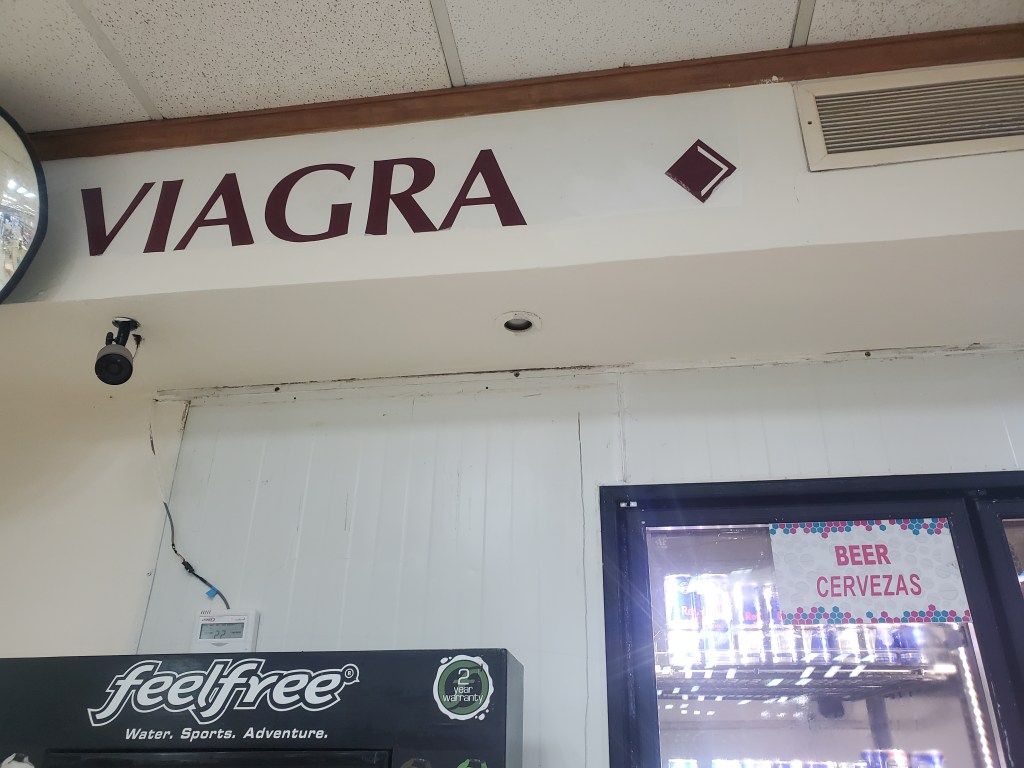 VIAGRA
BEER
CERVEZAS
feelfree®
Water. Sports. Adventure.
2
year
warranty